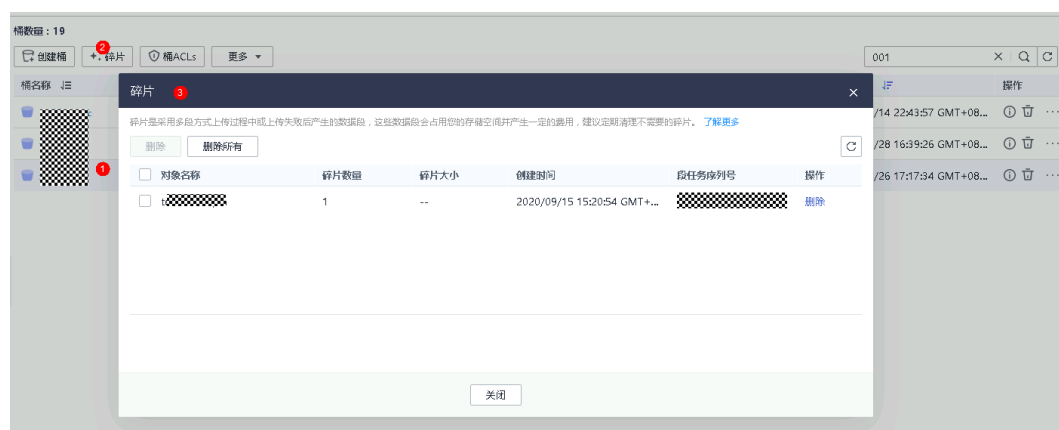 桶数量：19
创建桶 2 碎片 桶ACLs 更多 001
桶名称 操作
碎片 3
/14 22:43:57 GMT+08...
碎片是采用多段方式上传过程中或上传失败后产生的数据段，这些数据段会占用您的存储空间并产生一定的费用，建议定期清理不需要的碎片。 了解更多
删除 删除所有
/28 16:39:26 GMT+08...
1 对象名称 碎片数量 碎片大小 创建时间 段任务序列号 操作
/26 17:17:34 GMT+08...
1 -- 2020/09/15 15:20:54 GMT+... 删除
关闭